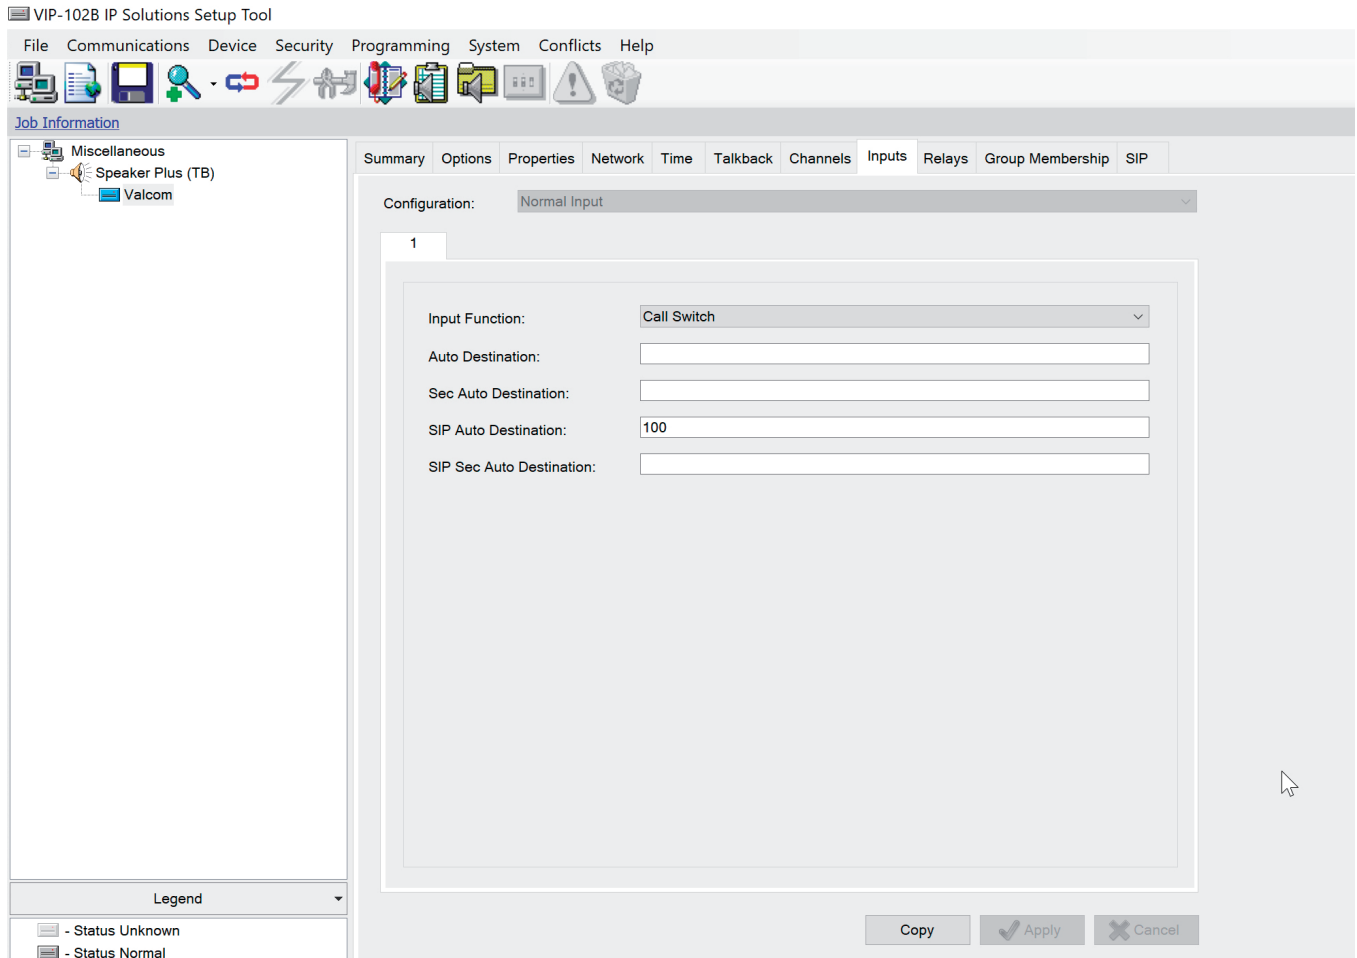 VIP-102B IP Solutions Setup Tool
File Communications Device Security Programming System Conflicts Help
Job Information
Miscellaneous
Speaker Plus (TB)
Valcom
Summary Options Properties Network Time Talkback Channels Inputs Relays Group Membership SIP
Configuration: Normal Input
1
Input Function: Call Switch
Auto Destination:
Sec Auto Destination:
SIP Auto Destination: 100
SIP Sec Auto Destination:
Legend
- Status Unknown
- Status Normal
Copy Apply Cancel